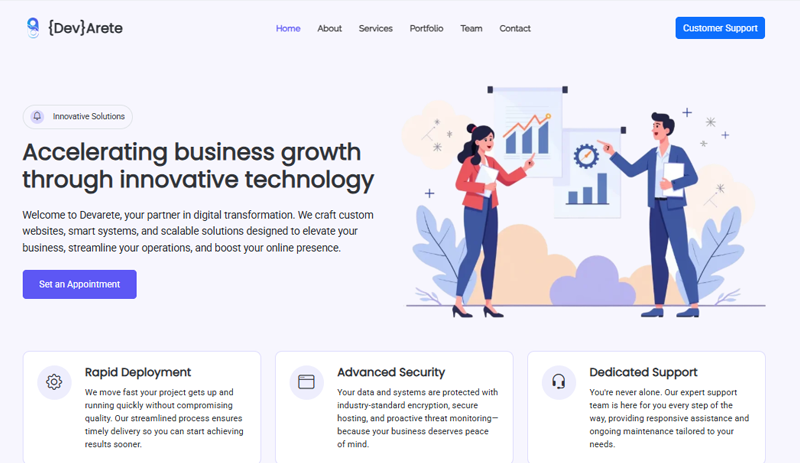 {Dev}Arete
Home About Services Portfolio Team Contact
Customer Support
Innovative Solutions
Accelerating business growth
through innovative technology
Welcome to Devarete, your partner in digital transformation. We craft custom
websites, smart systems, and scalable solutions designed to elevate your
business, streamline your operations, and boost your online presence.
Set an Appointment
Rapid Deployment
We move fast your project gets up and
running quickly without compromising
quality. Our streamlined process ensures
timely delivery so you can start achieving
results sooner.
Advanced Security
Your data and systems are protected with
industry-standard encryption, secure
hosting, and proactive threat monitoring—
because your business deserves peace
of mind.
Dedicated Support
You're never alone. Our expert support
team is here for you every step of the
way, providing responsive assistance and
ongoing maintenance tailored to your
needs.